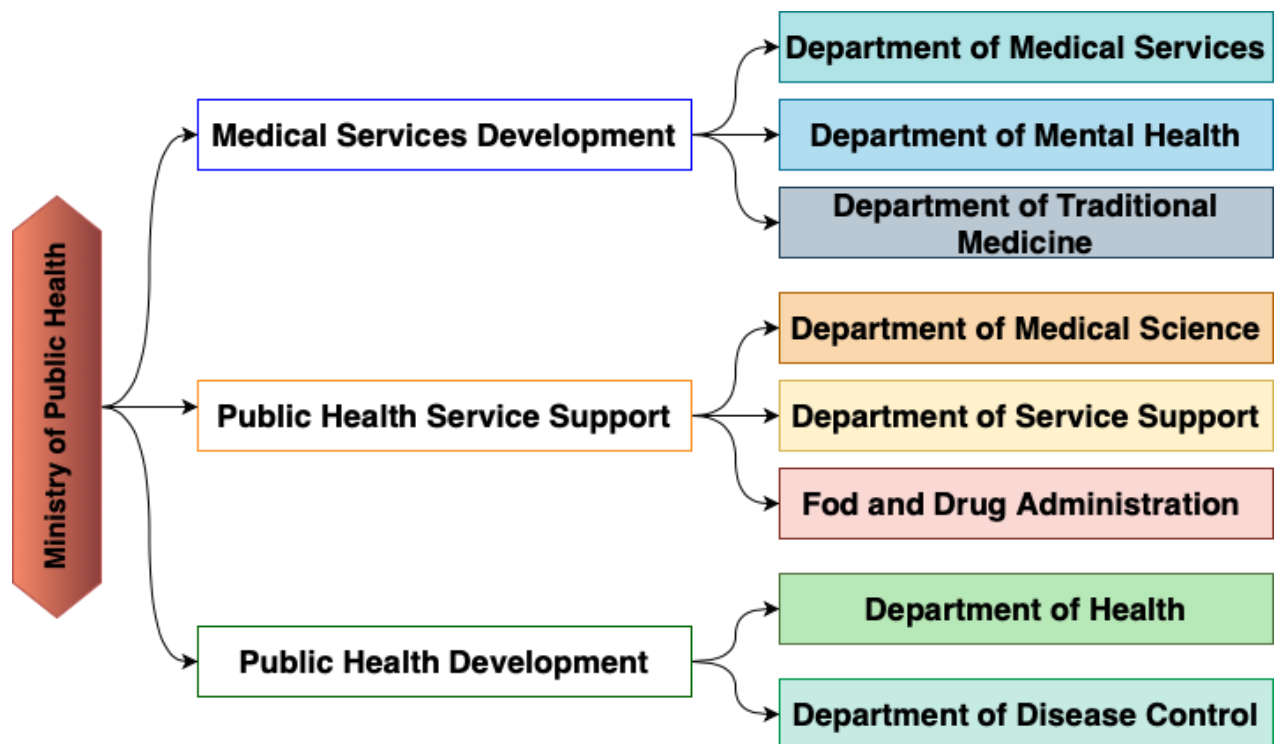 Ministry of Public Health
Medical Services Development
Department of Medical Services
Department of Mental Health
Department of Traditional
Medicine
Public Health Service Support
Department of Medical Science
Department of Service Support
Fod and Drug Administration
Public Health Development
Department of Health
Department of Disease Control